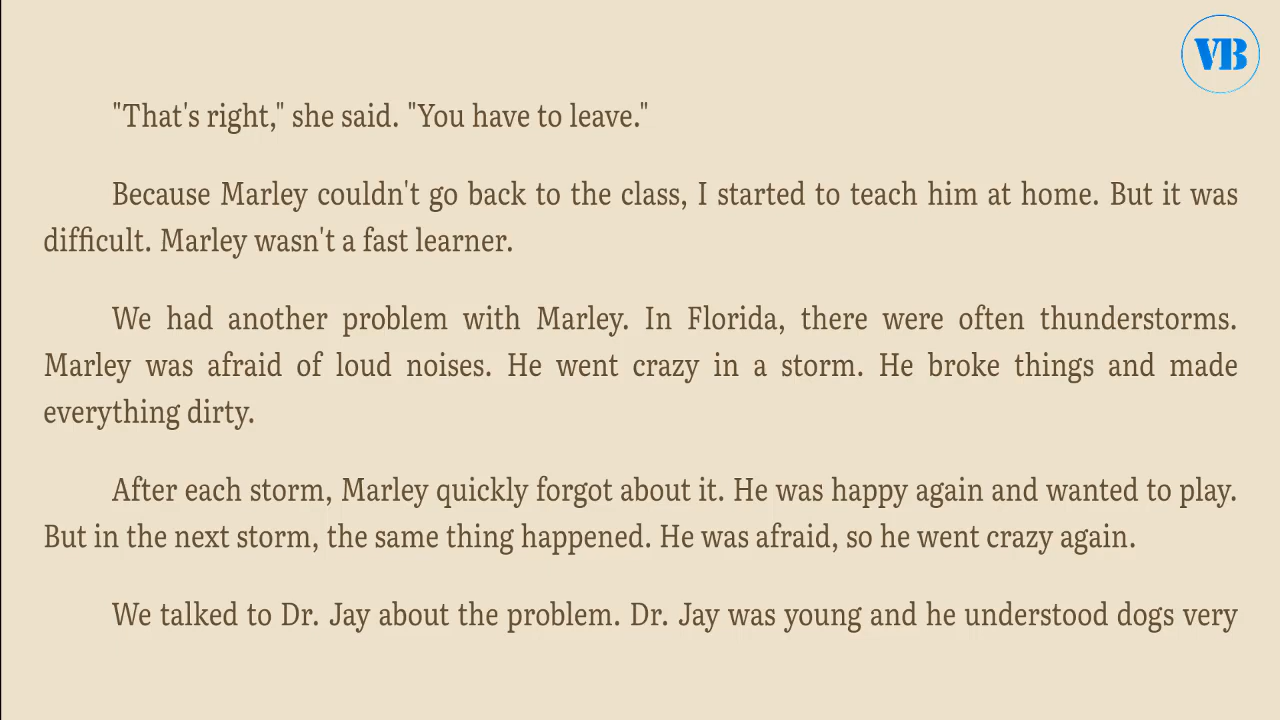 VB
"That's right," she said. "You have to leave."
Because Marley couldn't go back to the class, I started to teach him at home. But it was
difficult. Marley wasn't a fast learner.
We had another problem with Marley. In Florida, there were often thunderstorms.
Marley was afraid of loud noises. He went crazy in a storm. He broke things and made
everything dirty.
After each storm, Marley quickly forgot about it. He was happy again and wanted to play.
But in the next storm, the same thing happened. He was afraid, so he went crazy again.
We talked to Dr. Jay about the problem. Dr. Jay was young and he understood dogs very